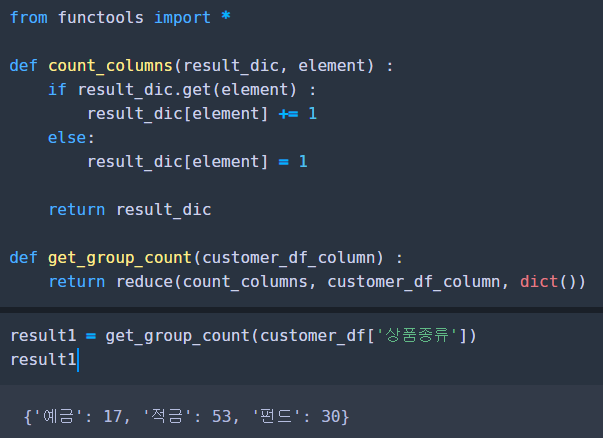 from functools import *
def count_columns(result_dic, element) :
    if result_dic.get(element) :
        result_dic[element] += 1
    else:
        result_dic[element] = 1
    return result_dic
def get_group_count(customer_df_column) :
    return reduce(count_columns, customer_df_column, dict())
result1 = get_group_count(customer_df['상품종류'])
result1
{'예금': 17, '적금': 53, '펀드': 30}